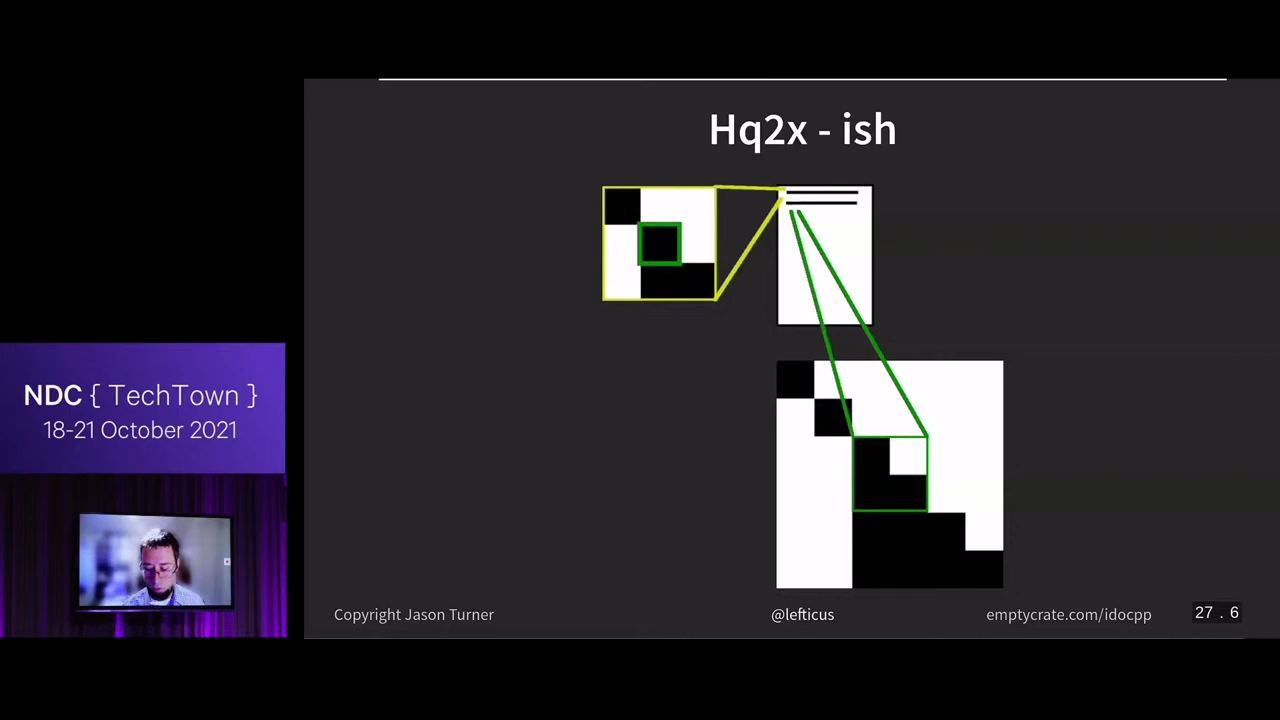 Hq2x - ish
NDC { TechTown }
18-21 October 2021
Copyright Jason Turner
@lefticus
emptycrate.com/idocpp
27 . 6